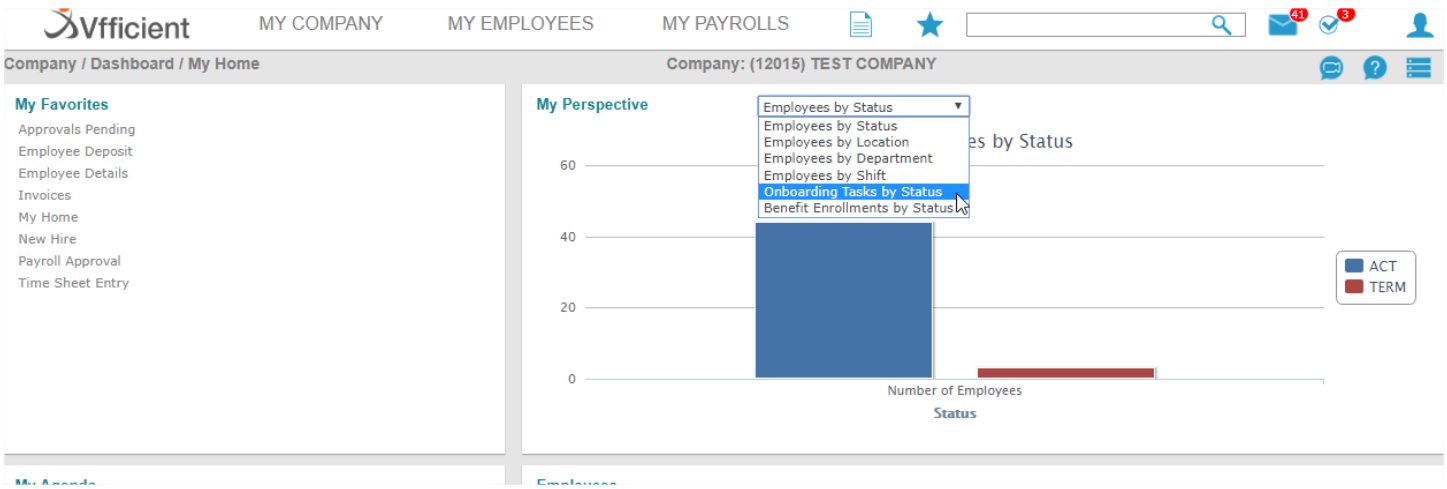 Vfficient
MY COMPANY
MY EMPLOYEES
MY PAYROLLS
41
3
Company / Dashboard / My Home
Company: (12015) TEST COMPANY
?
My Favorites
Approvals Pending
Employee Deposit
Employee Details
Invoices
My Home
New Hire
Payroll Approval
Time Sheet Entry
My Perspective
Employees by Status
Employees by Status
Employees by Location
Employees by Department
Employees by Shift
Onboarding Tasks by Status
Benefit Enrollments by Status
es by Status
60
40
20
0
Number of Employees
Status
ACT
TERM
My Agenda
Employees